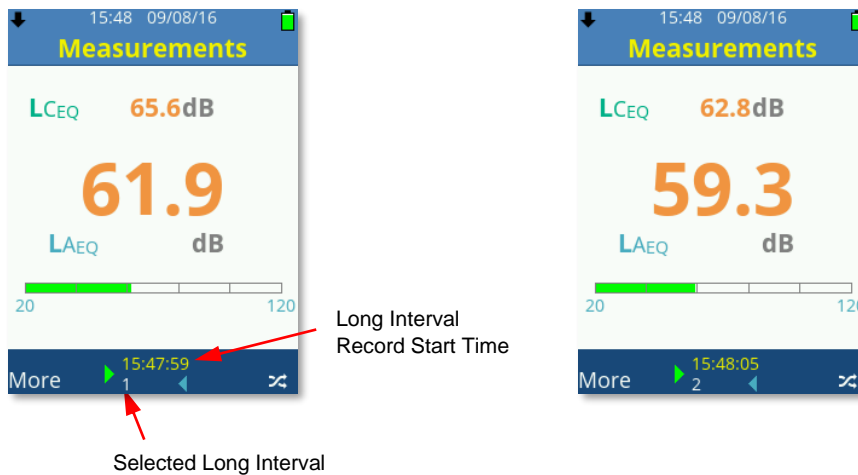 15:48 09/08/16
Measurements
LCEQ 65.6dB
61.9
LAEQ dB
20 120
15:47:59
More 1
Long Interval
Record Start Time
Selected Long Interval
15:48 09/08/16
Measurements
LCEQ 62.8dB
59.3
LAEQ dB
20 120
15:48:05
More 2